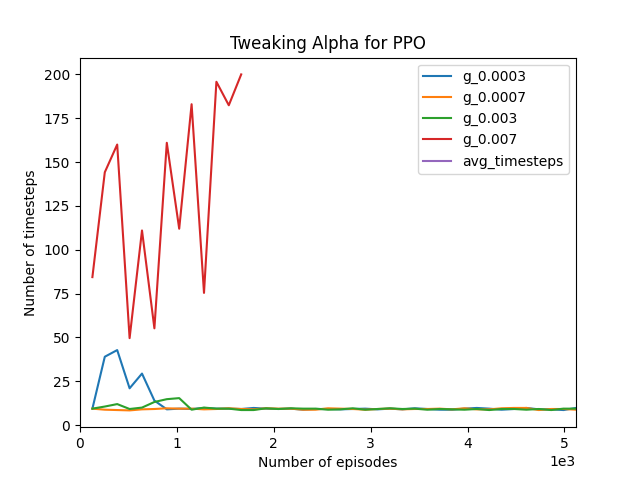 Tweaking Alpha for PPO
g_0.0003
g_0.0007
g_0.003
g_0.007
avg_timesteps
Number of timesteps
200
175
150
125
100
75
50
25
0
0 1 2 3 4 5
1e3
Number of episodes